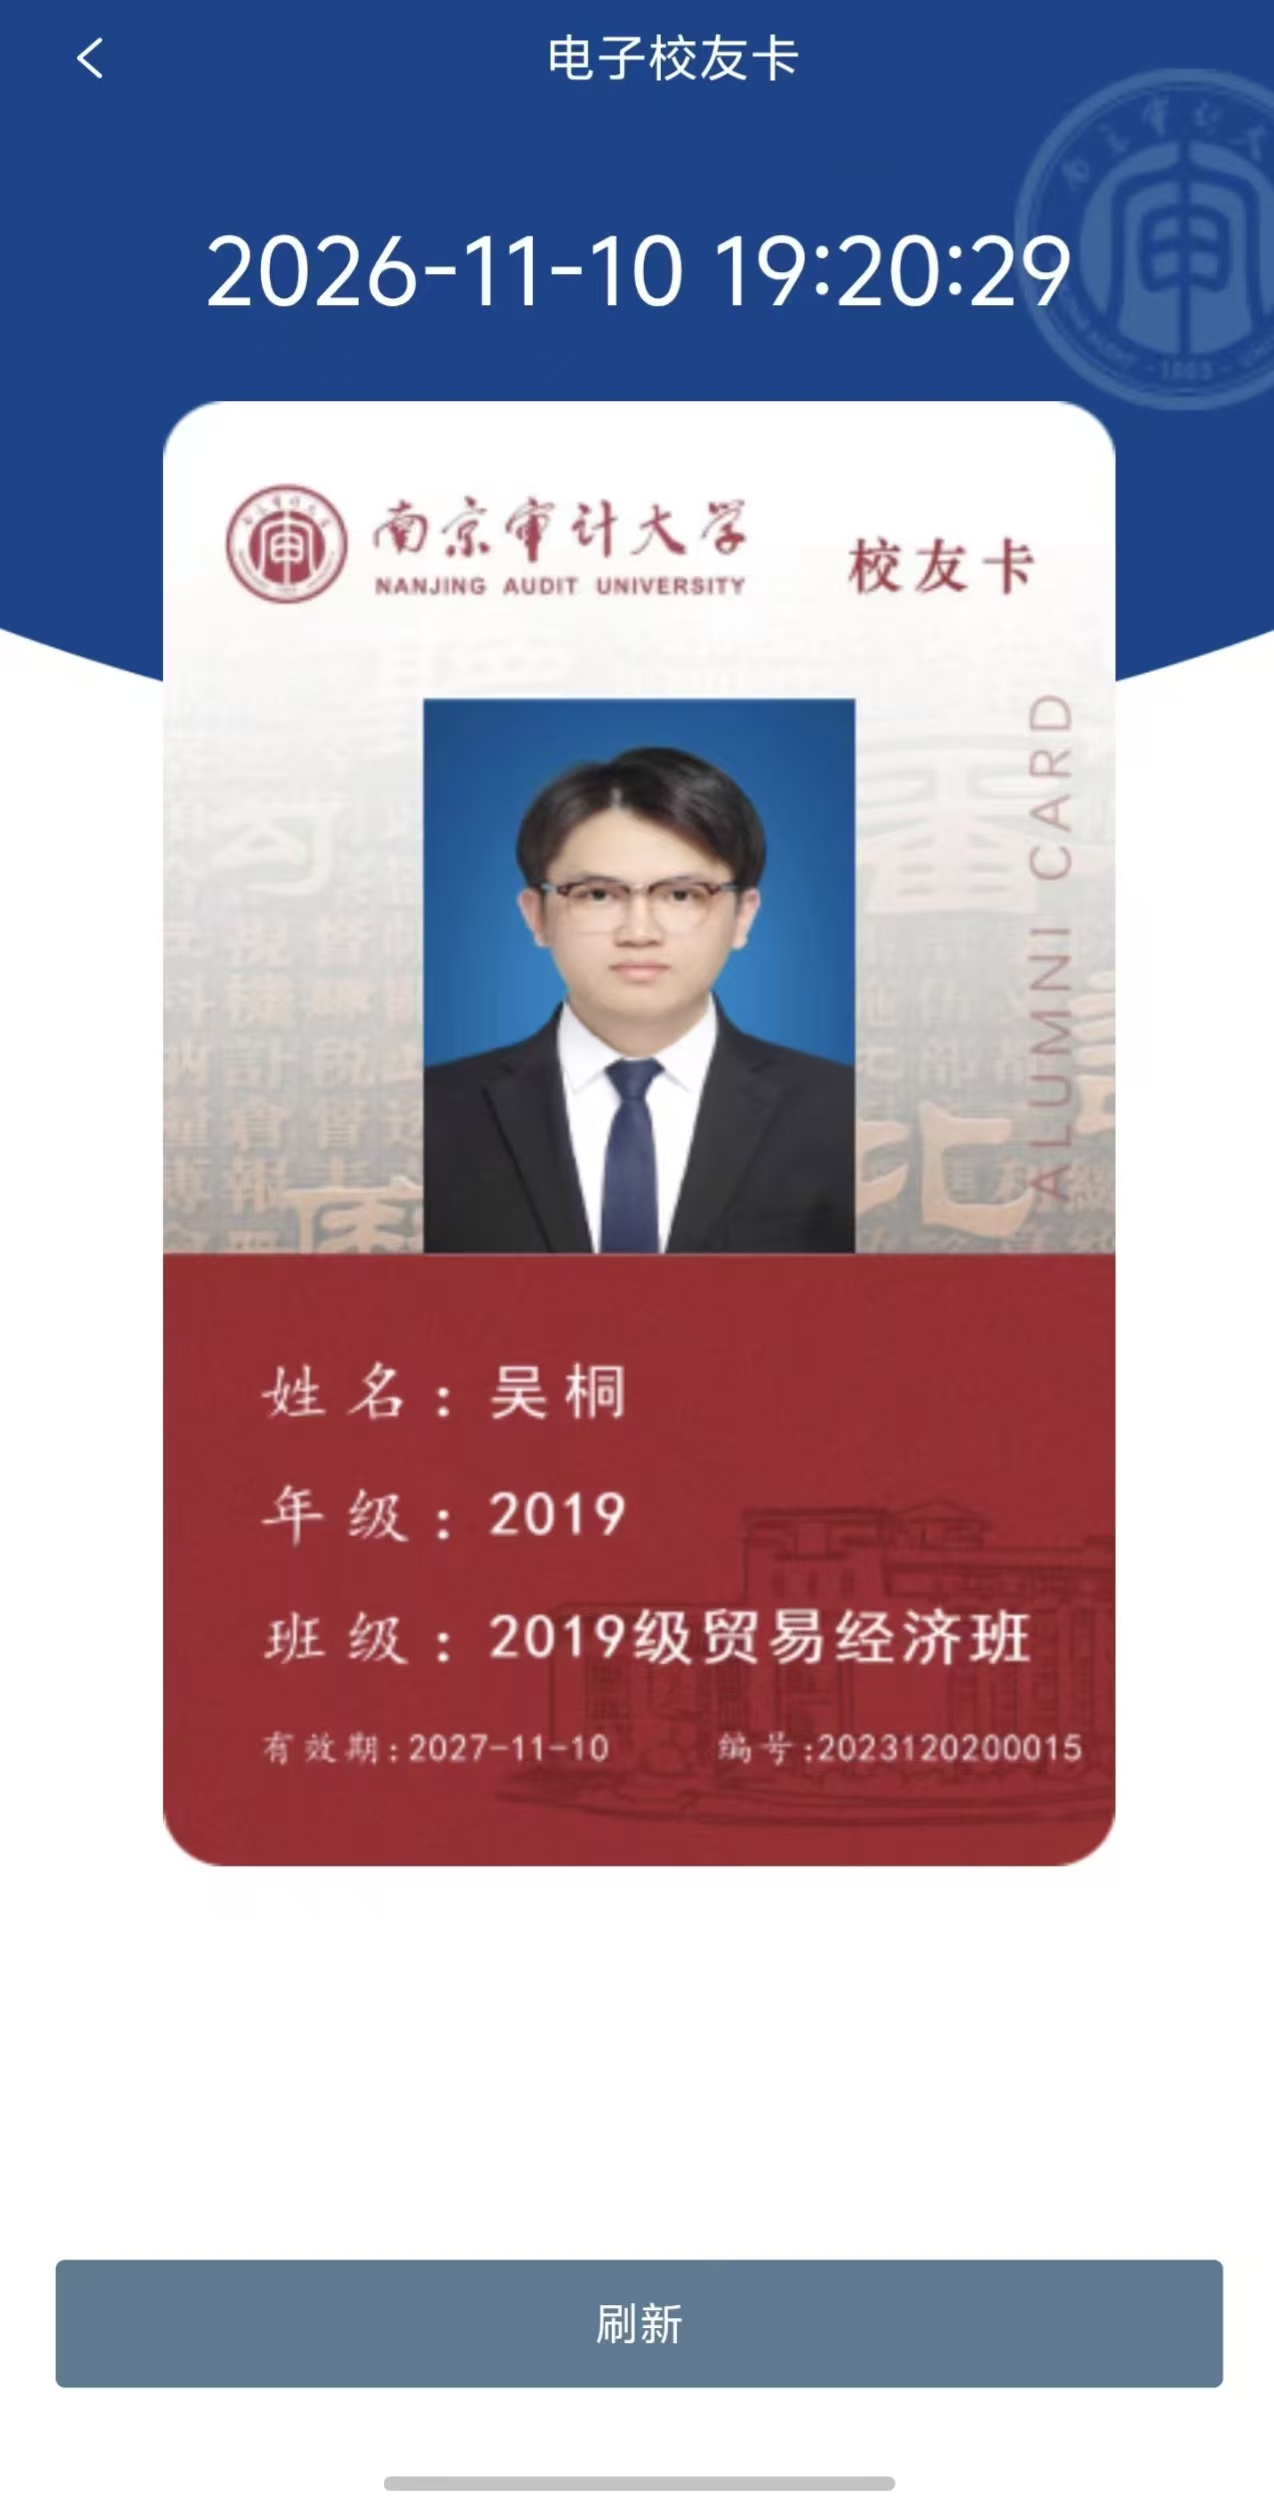 电子校友卡
2026-11-10 19:20:29
南京审计大学
NANJING AUDIT UNIVERSITY
校友卡
ALUMNI CARD
姓名：吴桐
年级：2019
班级：2019级贸易经济班
有效期:2027-11-10
编号:2023120200015
刷新